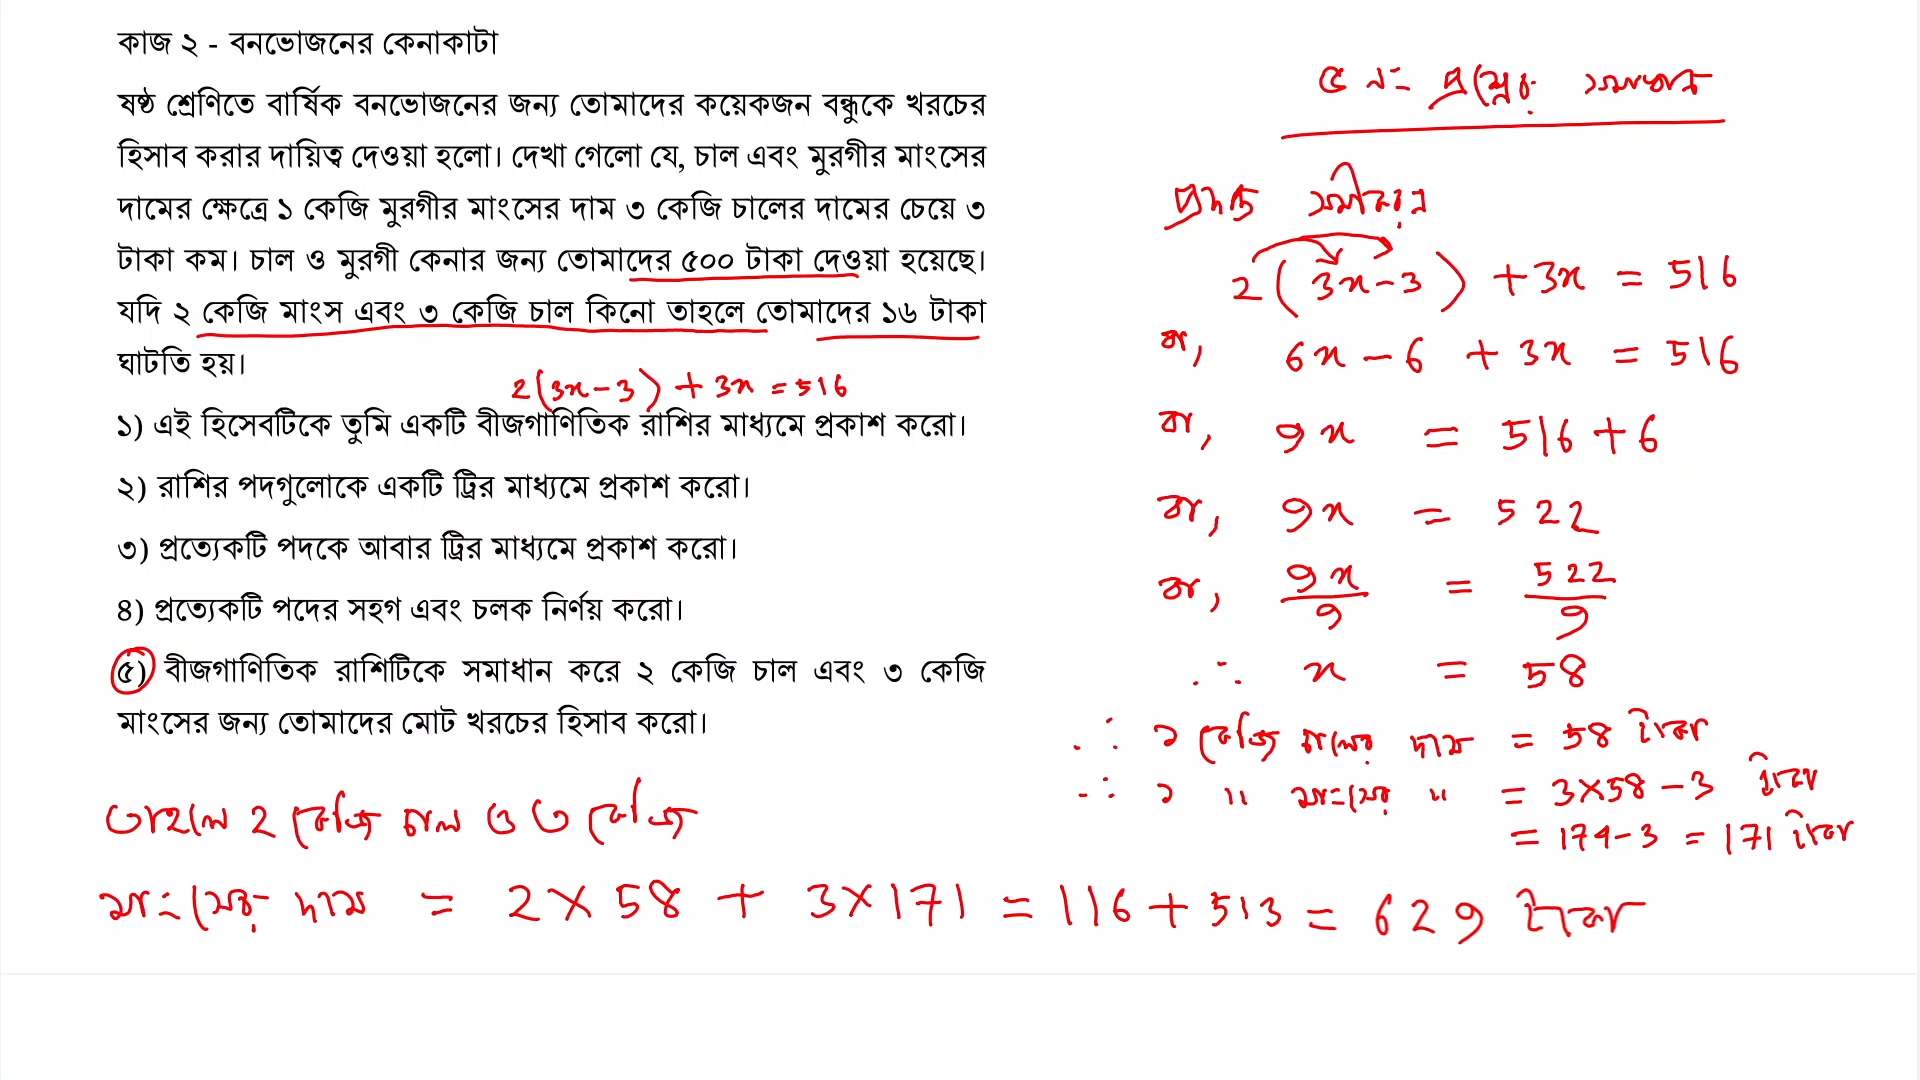 কাজ ২ - বনভোজনের কেনাকাটা
ষষ্ঠ শ্রেণিতে বার্ষিক বনভোজনের জন্য তোমাদের কয়েকজন বন্ধুকে খরচের
হিসাব করার দায়িত্ব দেওয়া হলো। দেখা গেলো যে, চাল এবং মুরগীর মাংসের
দামের ক্ষেত্রে ১ কেজি মুরগীর মাংসের দাম ৩ কেজি চালের দামের চেয়ে ৩
টাকা কম। চাল ও মুরগী কেনার জন্য তোমাদের ৫০০ টাকা দেওয়া হয়েছে।
যদি ২ কেজি মাংস এবং ৩ কেজি চাল কিনো তাহলে তোমাদের ১৬ টাকা
ঘাটতি হয়।
2(3x-3) + 3x = 516
১) এই হিসেবটিকে তুমি একটি বীজগাণিতিক রাশির মাধ্যমে প্রকাশ করো।
২) রাশির পদগুলোকে একটি ট্রির মাধ্যমে প্রকাশ করো।
৩) প্রত্যেকটি পদকে আবার ট্রির মাধ্যমে প্রকাশ করো।
4) প্রত্যেকটি পদের সহগ এবং চলক নির্ণয় করো।
৫) বীজগাণিতিক রাশিটিকে সমাধান করে ২ কেজি চাল এবং ৩ কেজি
মাংসের জন্য তোমাদের মোট খরচের হিসাব করো।
৫ নং প্রশ্নের সমাধান
প্রদত্ত সমীকরণ
2(3x-3) + 3x = 516
বা, 6x - 6 + 3x = 516
বা, 9x = 516 + 6
বা, 9x = 522
বা, 9x/9 = 522/9
∴ x = 58
∴ ১ কেজি চালের দাম = 58 টাকা
∴ ১ " মাংসের " = 3×58 - 3 টাকা
= 174 - 3 = 171 টাকা
তাহলে 2 কেজি চাল ও ৩ কেজি
মাংসের দাম = 2 × 58 + 3 × 171 = 116 + 513 = 629 টাকা